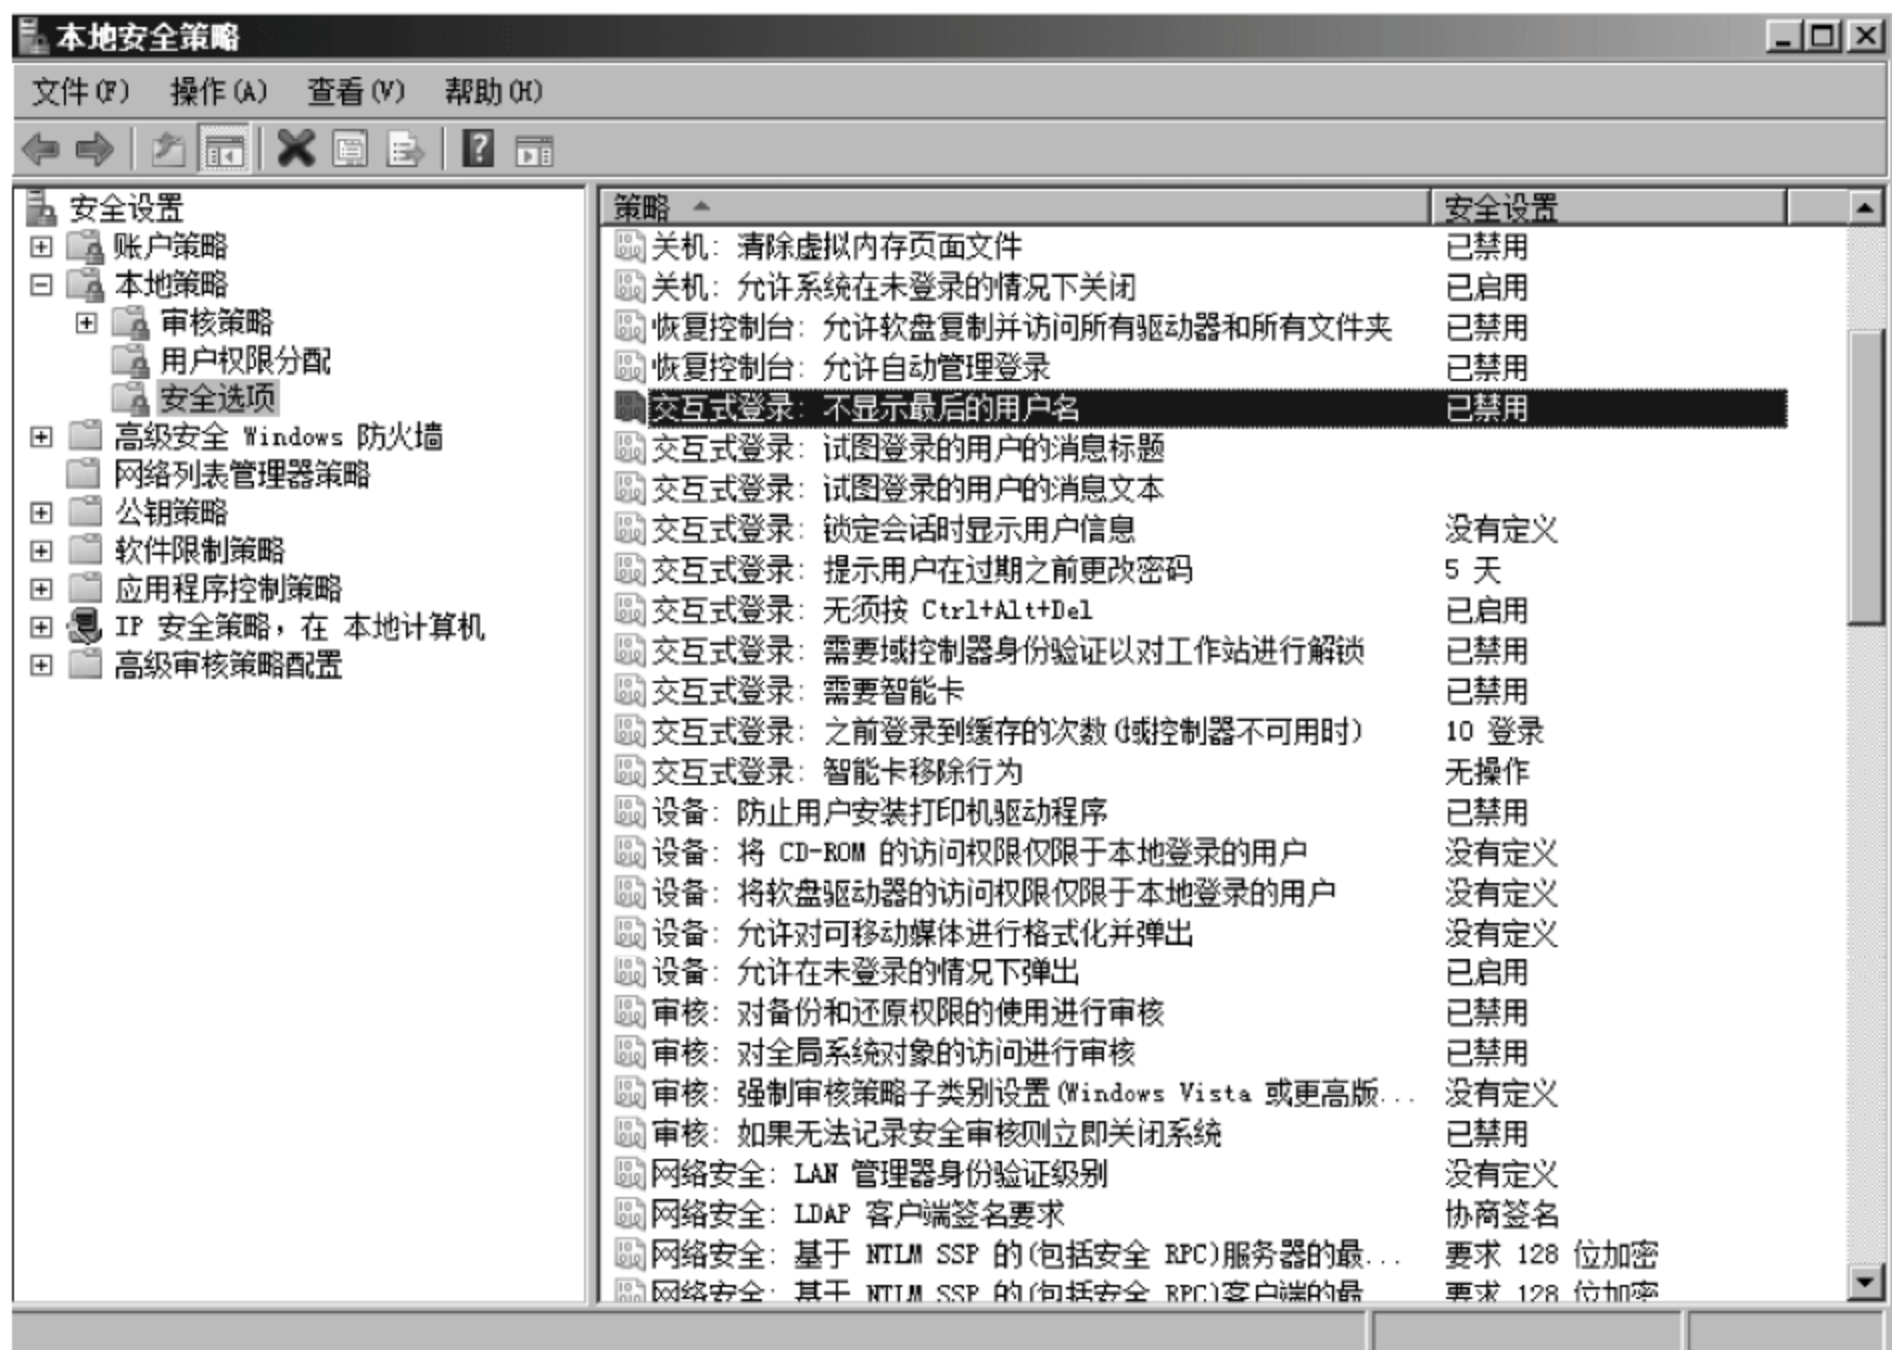 本地安全策略
文件(F) 操作(A) 查看(V) 帮助(H)
安全设置
账户策略
本地策略
审核策略
用户权限分配
安全选项
高级安全 Windows 防火墙
网络列表管理器策略
公钥策略
软件限制策略
应用程序控制策略
IP 安全策略，在 本地计算机
高级审核策略配置
策略 安全设置
关机: 清除虚拟内存页面文件 已禁用
关机: 允许系统在未登录的情况下关闭 已启用
恢复控制台: 允许软盘复制并访问所有驱动器和所有文件夹 已禁用
恢复控制台: 允许自动管理登录 已禁用
交互式登录: 不显示最后的用户名 已禁用
交互式登录: 试图登录的用户的消息标题
交互式登录: 试图登录的用户的消息文本
交互式登录: 锁定会话时显示用户信息 没有定义
交互式登录: 提示用户在过期之前更改密码 5 天
交互式登录: 无须按 Ctrl+Alt+Del 已启用
交互式登录: 需要域控制器身份验证以对工作站进行解锁 已禁用
交互式登录: 需要智能卡 已禁用
交互式登录: 之前登录到缓存的次数(域控制器不可用时) 10 登录
交互式登录: 智能卡移除行为 无操作
设备: 防止用户安装打印机驱动程序 已禁用
设备: 将 CD-ROM 的访问权限仅限于本地登录的用户 没有定义
设备: 将软盘驱动器的访问权限仅限于本地登录的用户 没有定义
设备: 允许对可移动媒体进行格式化并弹出 没有定义
设备: 允许在未登录的情况下弹出 已启用
审核: 对备份和还原权限的使用进行审核 已禁用
审核: 对全局系统对象的访问进行审核 已禁用
审核: 强制审核策略子类别设置(Windows Vista 或更高版... 没有定义
审核: 如果无法记录安全审核则立即关闭系统 已禁用
网络安全: LAN 管理器身份验证级别 没有定义
网络安全: LDAP 客户端签名要求 协商签名
网络安全: 基于 NTLM SSP 的(包括安全 RPC)服务器的最... 要求 128 位加密
网络安全: 基于 NTLM SSP 的(包括安全 RPC)客户端的最 要求 128 位加密